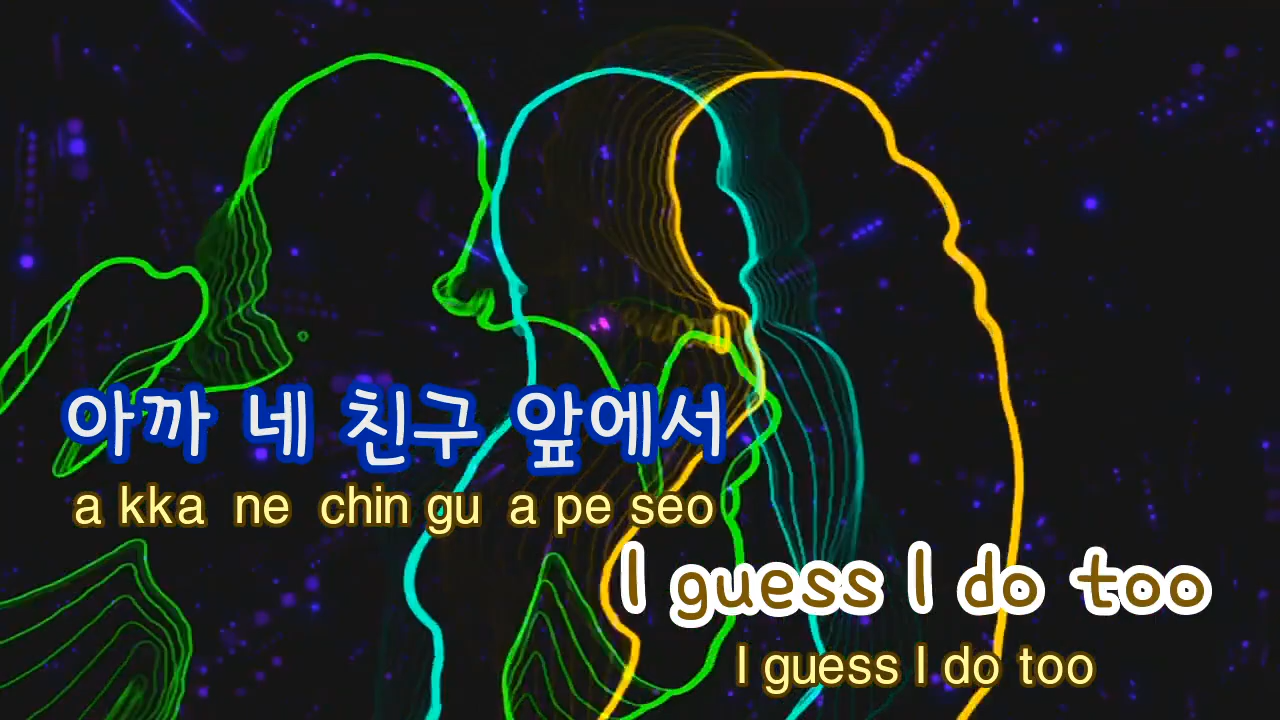 아까 네 친구 앞에서
a kka ne chin gu a pe seo
I guess I do too
I guess I do too